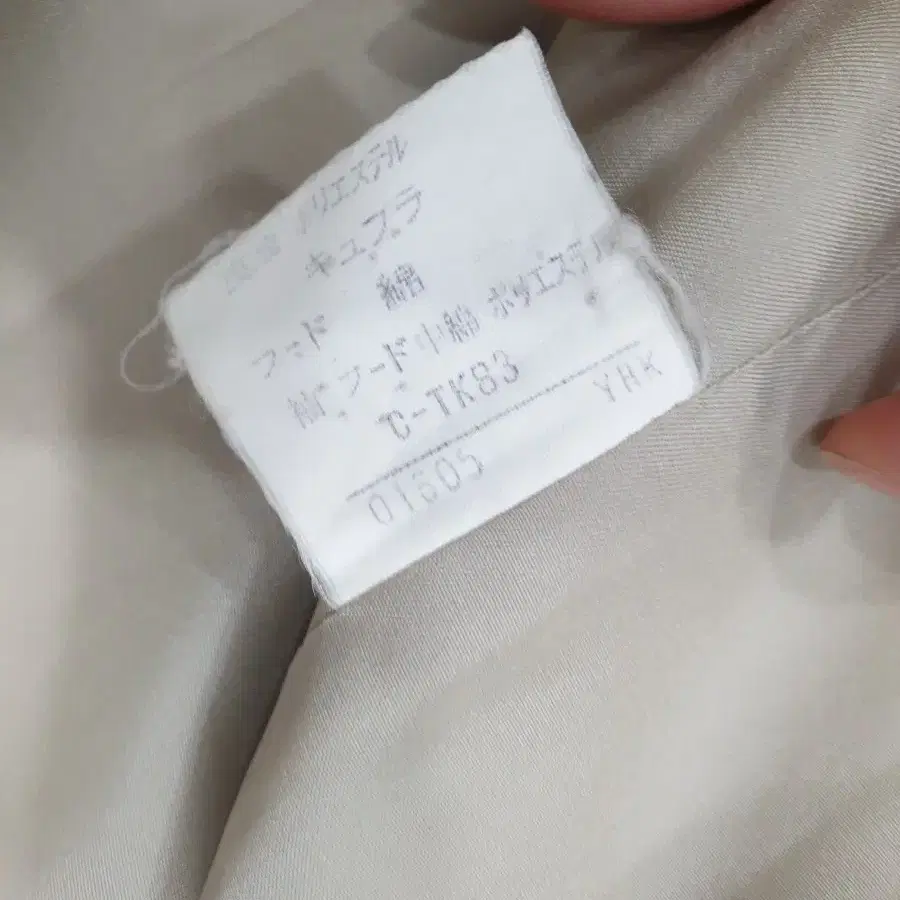 ポリエステル
キュプラ
フード 綿
袖,フード中綿 ポリエステル
C-TK83
01605 YHK